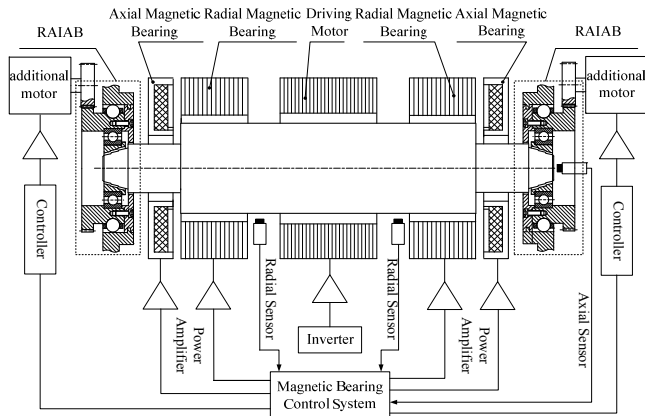 Axial Magnetic Bearing
Radial Magnetic Bearing
Driving Motor
Radial Magnetic Bearing
Axial Magnetic Bearing
RAIAB
RAIAB
additional motor
additional motor
Controller
Controller
Radial Sensor
Radial Sensor
Axial Sensor
Power Amplifier
Power Amplifier
Inverter
Magnetic Bearing
Control System